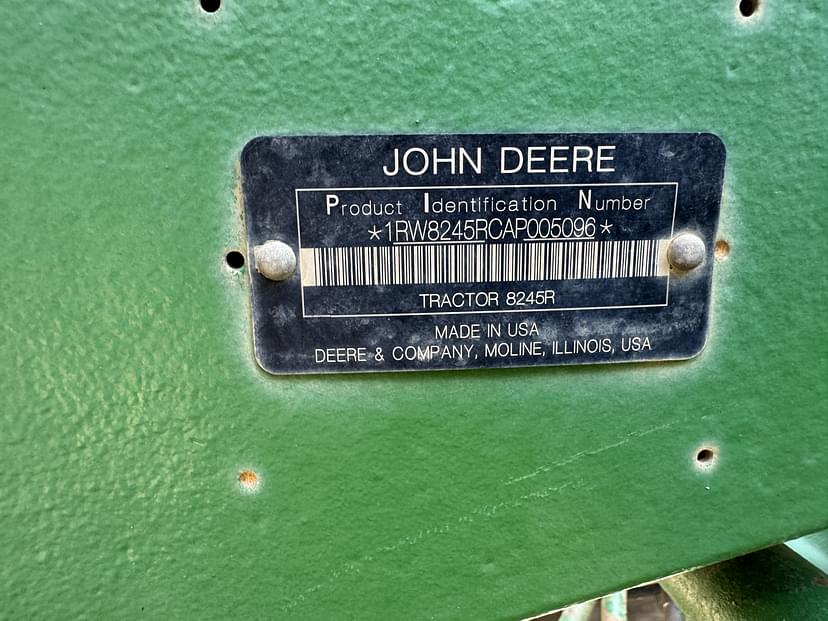 JOHN DEERE
Product Identification Number
*1RW8245RCAP005096*
TRACTOR 8245R
MADE IN USA
DEERE & COMPANY, MOLINE, ILLINOIS, USA